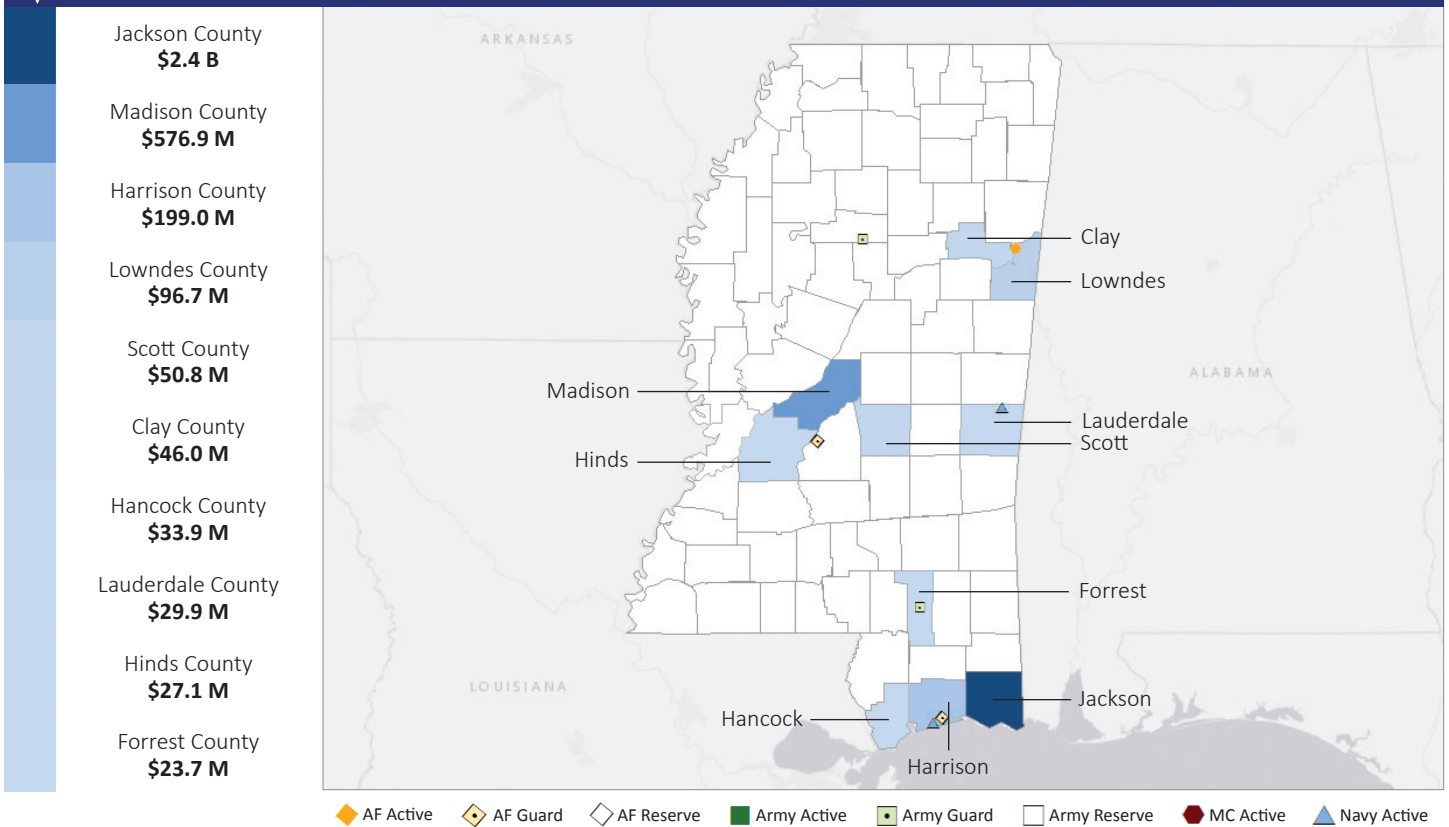 Jackson County
$2.4 B
Madison County
$576.9 M
Harrison County
$199.0 M
Lowndes County
$96.7 M
Scott County
$50.8 M
Clay County
$46.0 M
Hancock County
$33.9 M
Lauderdale County
$29.9 M
Hinds County
$27.1 M
Forrest County
$23.7 M
ARKANSAS
Clay
Lowndes
ALABAMA
Madison
Lauderdale
Scott
Hinds
Forrest
LOUISIANA
Jackson
Hancock
Harrison
AF Active
AF Guard
AF Reserve
Army Active
Army Guard
Army Reserve
MC Active
Navy Active